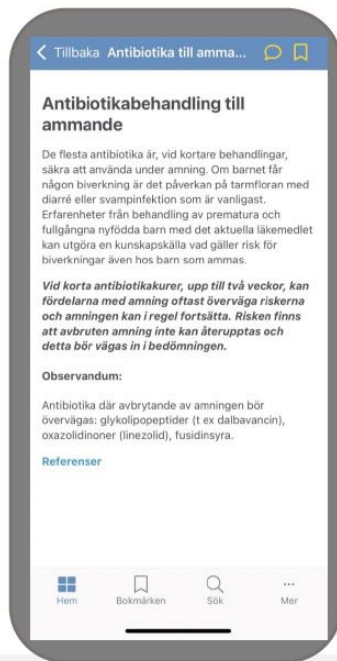 Tillbaka Antibiotika till amma...
Antibiotikabehandling till
ammande
De flesta antibiotika är, vid kortare behandlingar,
säkra att använda under amning. Om barnet får
någon biverkning är det påverkan på tarmfloran med
diarré eller svampinfektion som är vanligast.
Erfarenheter från behandling av prematura och
fullgångna nyfödda barn med det aktuella läkemedlet
kan utgöra en kunskapskälla vad gäller risk för
biverkningar även hos barn som ammas.
Vid korta antibiotikakurer, upp till två veckor, kan
fördelarna med amning oftast överväga riskerna
och amningen kan i regel fortsätta. Risken finns
att avbruten amning inte kan återupptas och
detta bör vägas in i bedömningen.
Observandum:
Antibiotika där avbrytande av amningen bör
övervägas: glykolipopeptider (t ex dalbavancin),
oxazolidinoner (linezolid), fusidinsyra.
Referenser
Hem Bokmärken Sök Mer